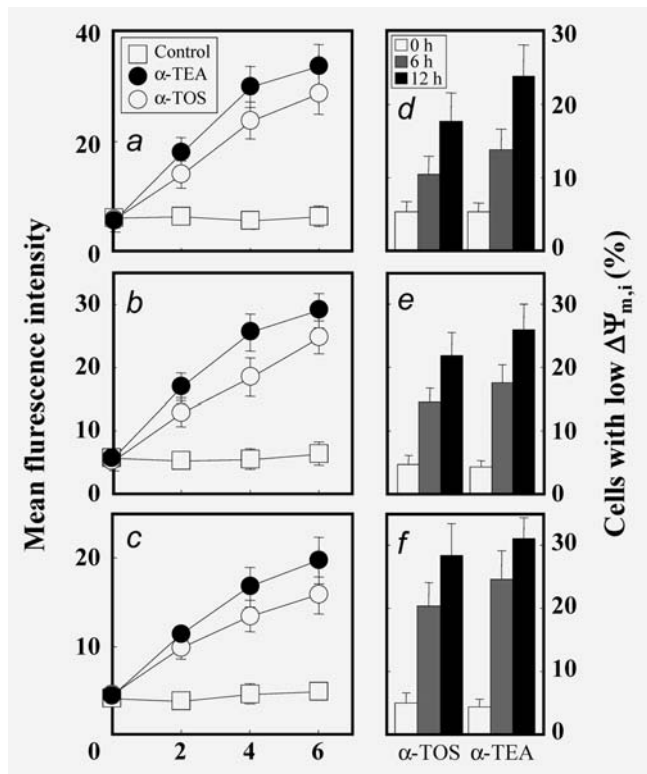 40
20
0
Control
α-TEA
α-TOS
a
30
20
10
0
b
20
10
0
c
2
4
6
Mean flurescence intensity
0 h
6 h
12 h
d
30
20
10
0
e
30
20
10
0
f
30
20
10
0
α-TOS α-TEA
Cells with low ΔΨm,i (%)